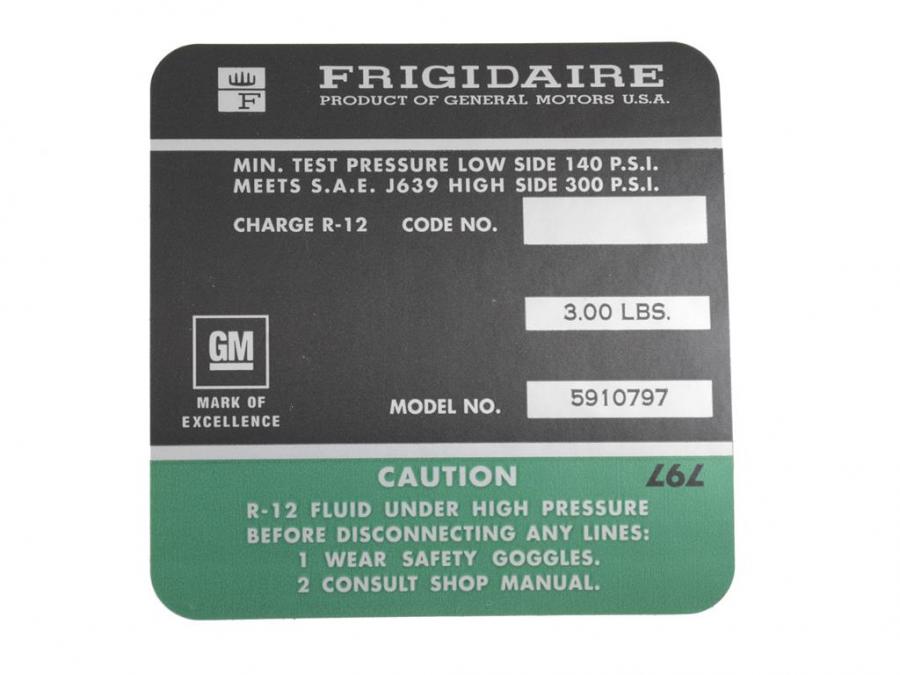 F
FRIGIDAIRE
PRODUCT OF GENERAL MOTORS U.S.A.
MIN. TEST PRESSURE LOW SIDE 140 P.S.I.
MEETS S.A.E. J639 HIGH SIDE 300 P.S.I.
CHARGE R-12 CODE NO.
3.00 LBS.
GM
MARK OF
EXCELLENCE
MODEL NO. 5910797
CAUTION
797
R-12 FLUID UNDER HIGH PRESSURE
BEFORE DISCONNECTING ANY LINES:
1 WEAR SAFETY GOGGLES.
2 CONSULT SHOP MANUAL.